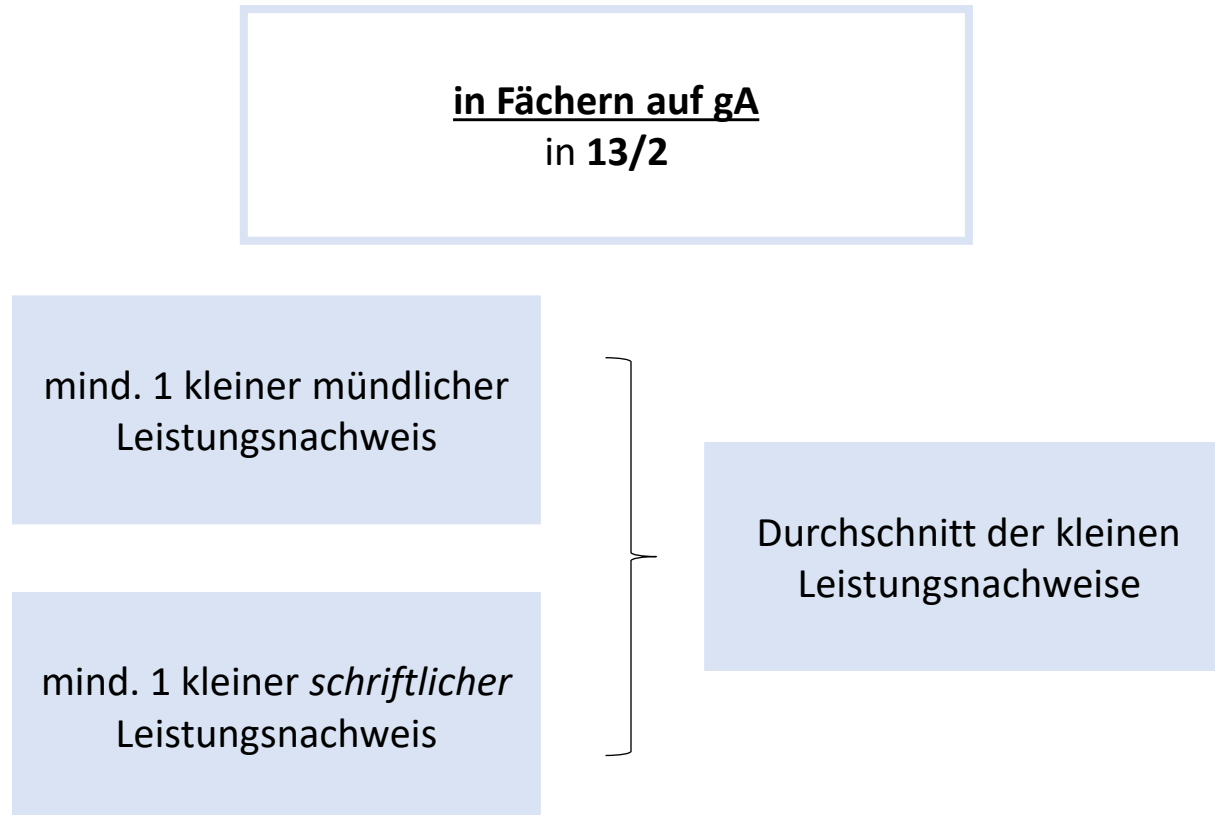 in Fächern auf gA
in 13/2
mind. 1 kleiner mündlicher
Leistungsnachweis
Durchschnitt der kleinen
Leistungsnachweise
mind. 1 kleiner schriftlicher
Leistungsnachweis